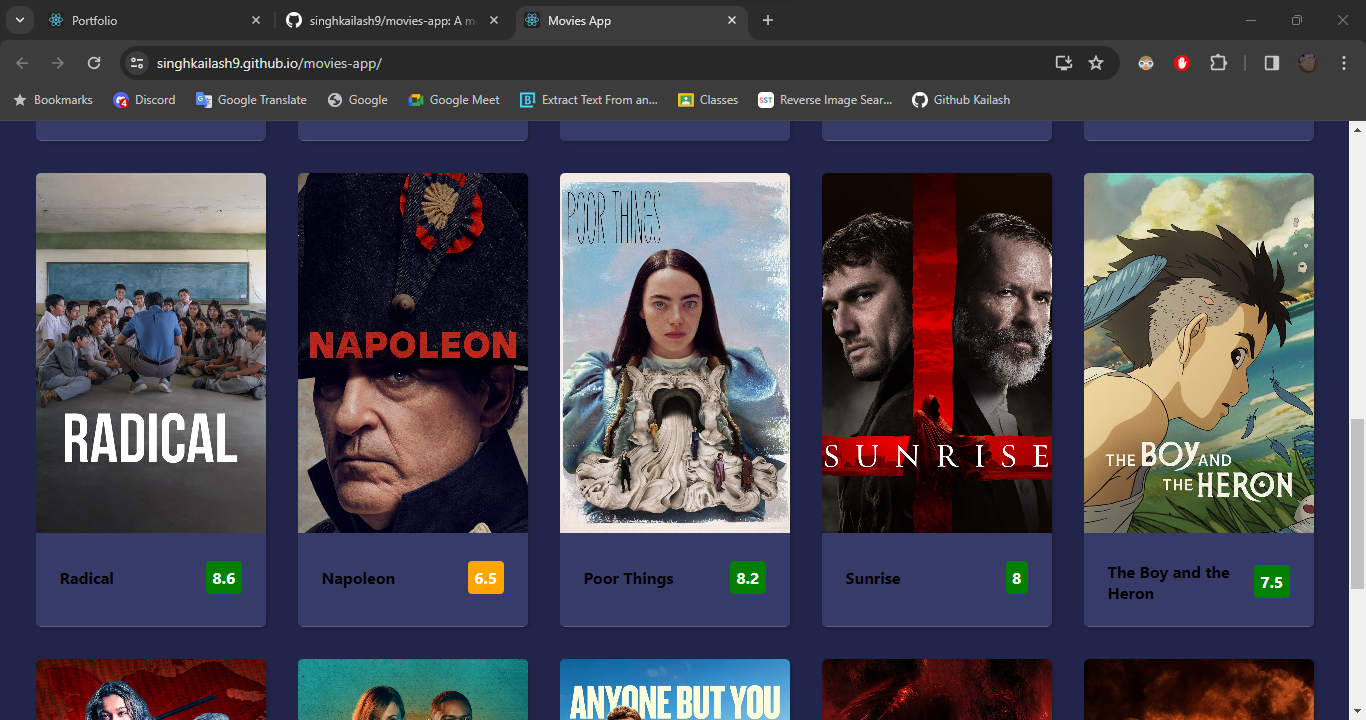 Portfolio
singhkailash9/movies-app: A m
Movies App
singhkailash9.github.io/movies-app/
Bookmarks
Discord
Google Translate
Google
Google Meet
Extract Text From an...
Classes
SST
Reverse Image Sear...
Github Kailash
RADICAL
NAPOLEON
POOR THINGS
SUNRISE
THE BOY AND
THE HERON
Radical
8.6
Napoleon
6.5
Poor Things
8.2
Sunrise
8
The Boy and the
Heron
7.5
ANYONE BUT YOU